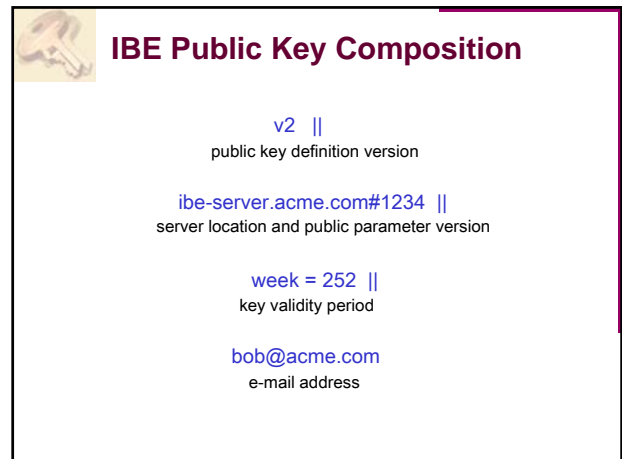 IBE Public Key Composition
v2 ||
public key definition version
ibe-server.acme.com#1234 ||
server location and public parameter version
week = 252 ||
key validity period
bob@acme.com
e-mail address